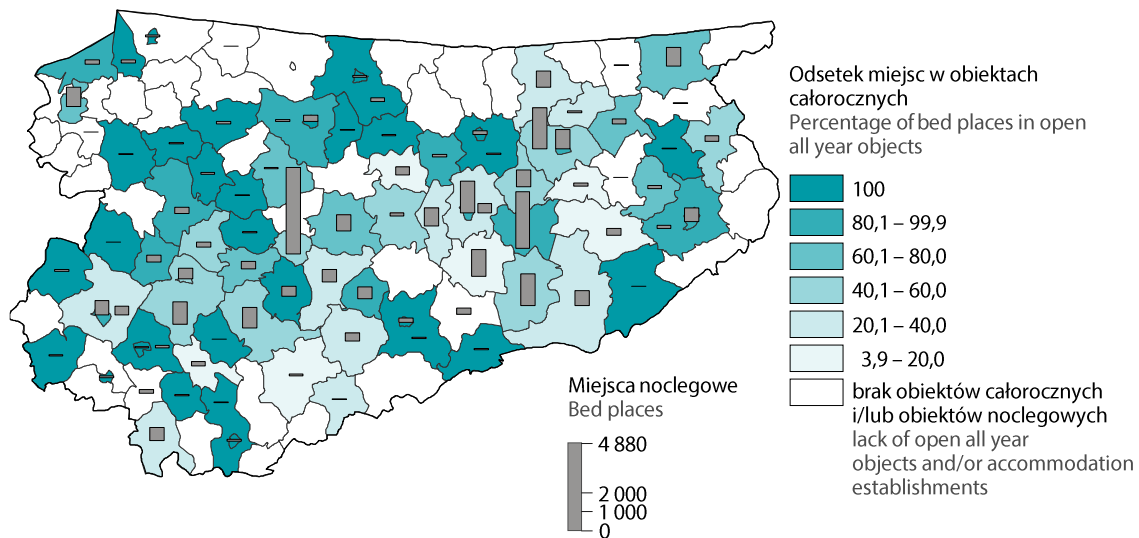 Odsetek miejsc w obiektach
całorocznych
Percentage of bed places in open
all year objects
100
80,1 – 99,9
60,1 – 80,0
40,1 – 60,0
20,1 – 40,0
3,9 – 20,0
brak obiektów całorocznych
i/lub obiektów noclegowych
lack of open all year
objects and/or accommodation
establishments
Miejsca noclegowe
Bed places
4 880
2 000
1 000
0